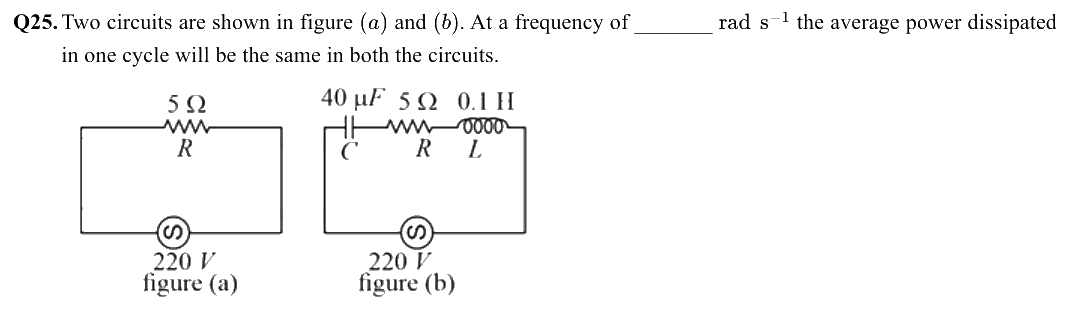 Q25. Two circuits are shown in figure (a) and (b). At a frequency of ________ rad s⁻¹ the average power dissipated
in one cycle will be the same in both the circuits.
5 Ω
R
220 V
figure (a)
40 μF 5 Ω 0.1 H
C R L
220 V
figure (b)